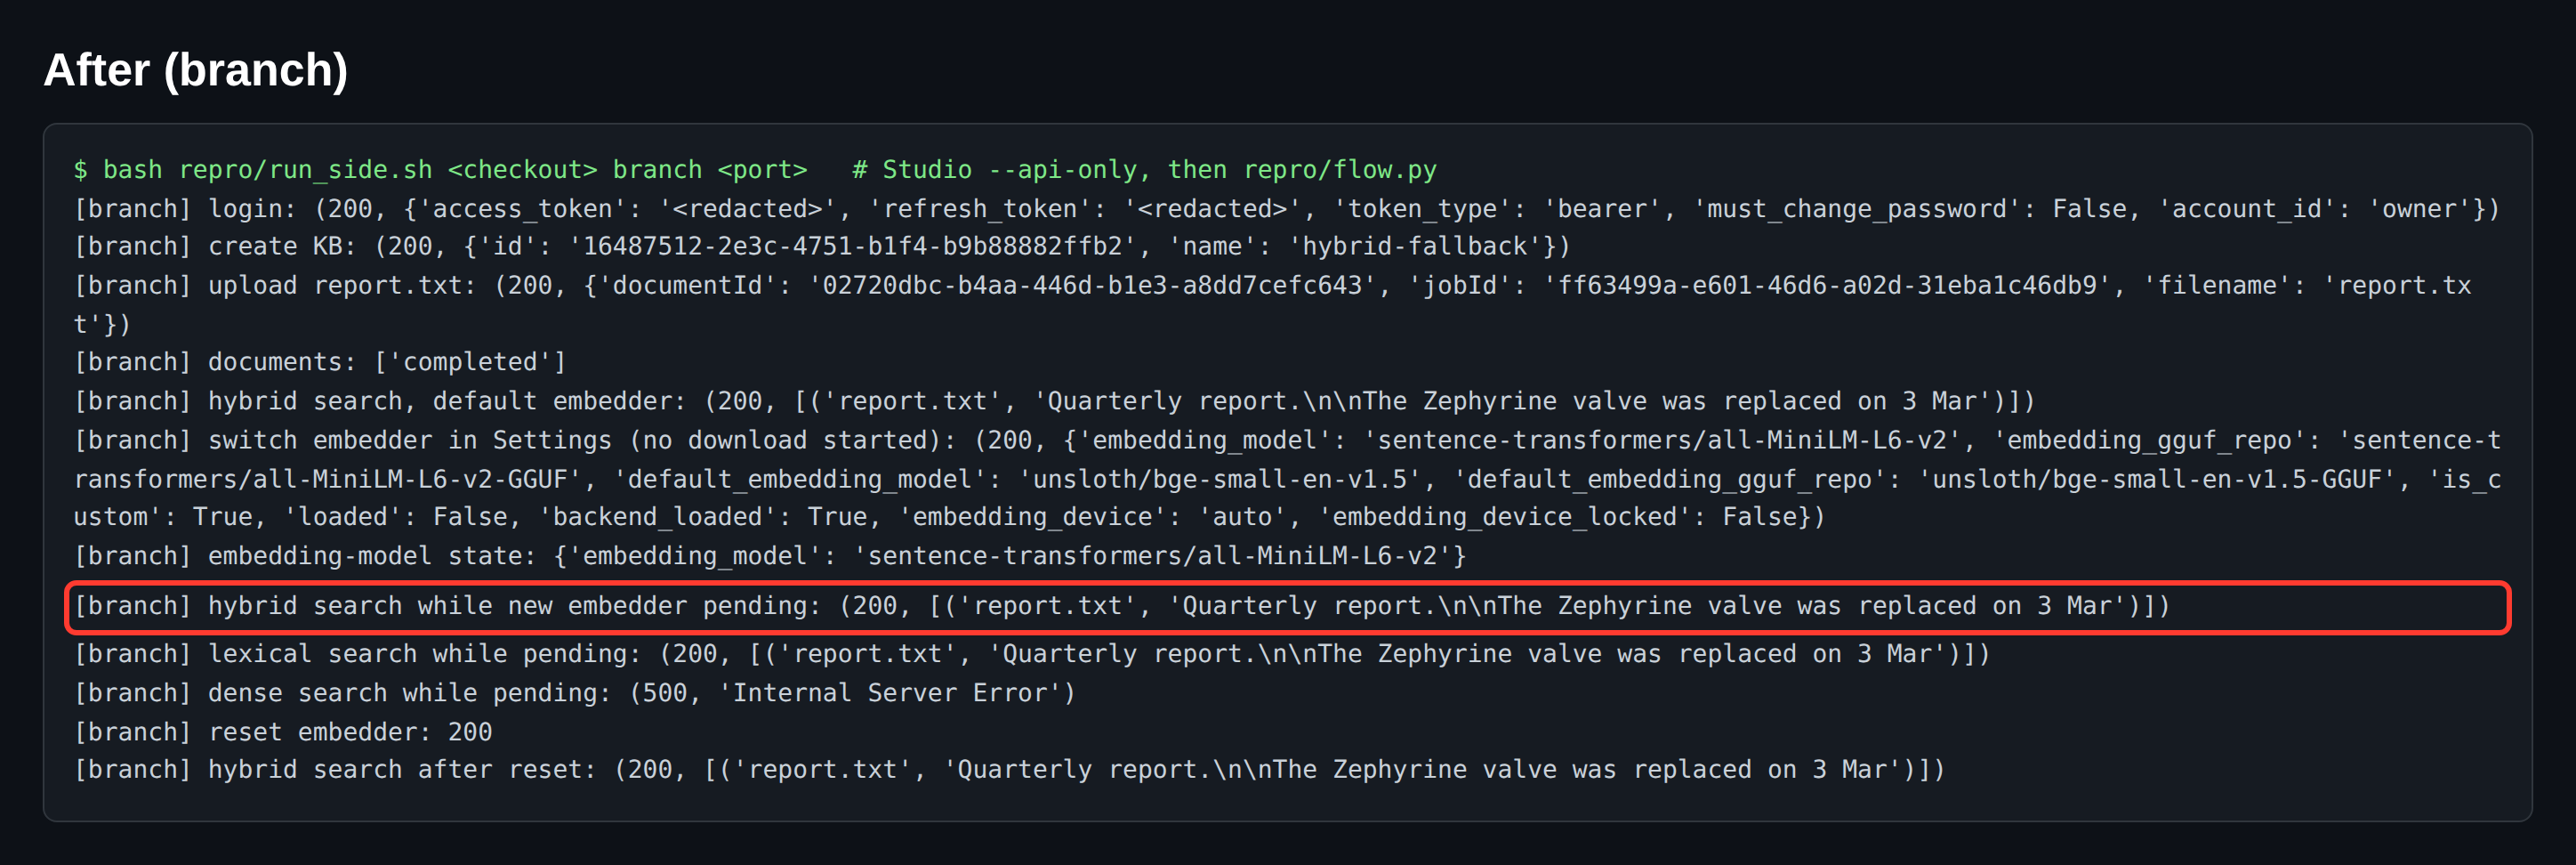 After (branch)
$ bash repro/run_side.sh <checkout> branch <port>   # Studio --api-only, then repro/flow.py
[branch] login: (200, {'access_token': '<redacted>', 'refresh_token': '<redacted>', 'token_type': 'bearer', 'must_change_password': False, 'account_id': 'owner'})
[branch] create KB: (200, {'id': '16487512-2e3c-4751-b1f4-b9b88882ffb2', 'name': 'hybrid-fallback'})
[branch] upload report.txt: (200, {'documentId': '02720dbc-b4aa-446d-b1e3-a8dd7cefc643', 'jobId': 'ff63499a-e601-46d6-a02d-31eba1c46db9', 'filename': 'report.tx
t'})
[branch] documents: ['completed']
[branch] hybrid search, default embedder: (200, [('report.txt', 'Quarterly report.\n\nThe Zephyrine valve was replaced on 3 Mar')])
[branch] switch embedder in Settings (no download started): (200, {'embedding_model': 'sentence-transformers/all-MiniLM-L6-v2', 'embedding_gguf_repo': 'sentence-t
ransformers/all-MiniLM-L6-v2-GGUF', 'default_embedding_model': 'unsloth/bge-small-en-v1.5', 'default_embedding_gguf_repo': 'unsloth/bge-small-en-v1.5-GGUF', 'is_c
ustom': True, 'loaded': False, 'backend_loaded': True, 'embedding_device': 'auto', 'embedding_device_locked': False})
[branch] embedding-model state: {'embedding_model': 'sentence-transformers/all-MiniLM-L6-v2'}
[branch] hybrid search while new embedder pending: (200, [('report.txt', 'Quarterly report.\n\nThe Zephyrine valve was replaced on 3 Mar')])
[branch] lexical search while pending: (200, [('report.txt', 'Quarterly report.\n\nThe Zephyrine valve was replaced on 3 Mar')])
[branch] dense search while pending: (500, 'Internal Server Error')
[branch] reset embedder: 200
[branch] hybrid search after reset: (200, [('report.txt', 'Quarterly report.\n\nThe Zephyrine valve was replaced on 3 Mar')])